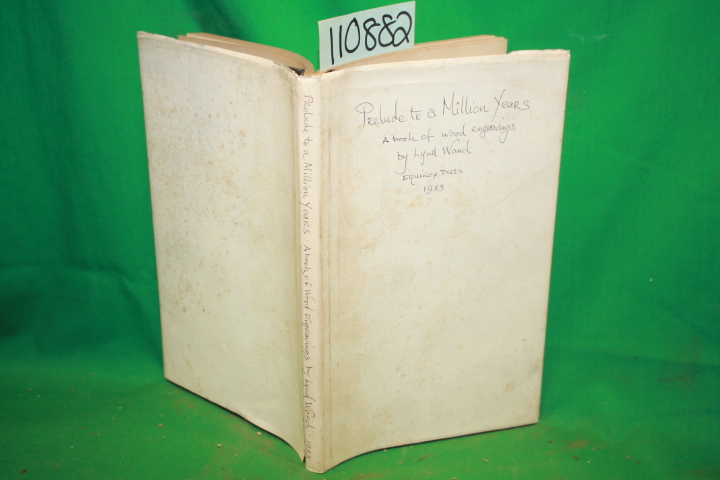 110882
Prelude to a Million Years
A book of wood engravings
by Lynd Ward
Equinox Press
1933
Prelude to a Million Years A book of Wood Engravings by Lynd Ward . 1933